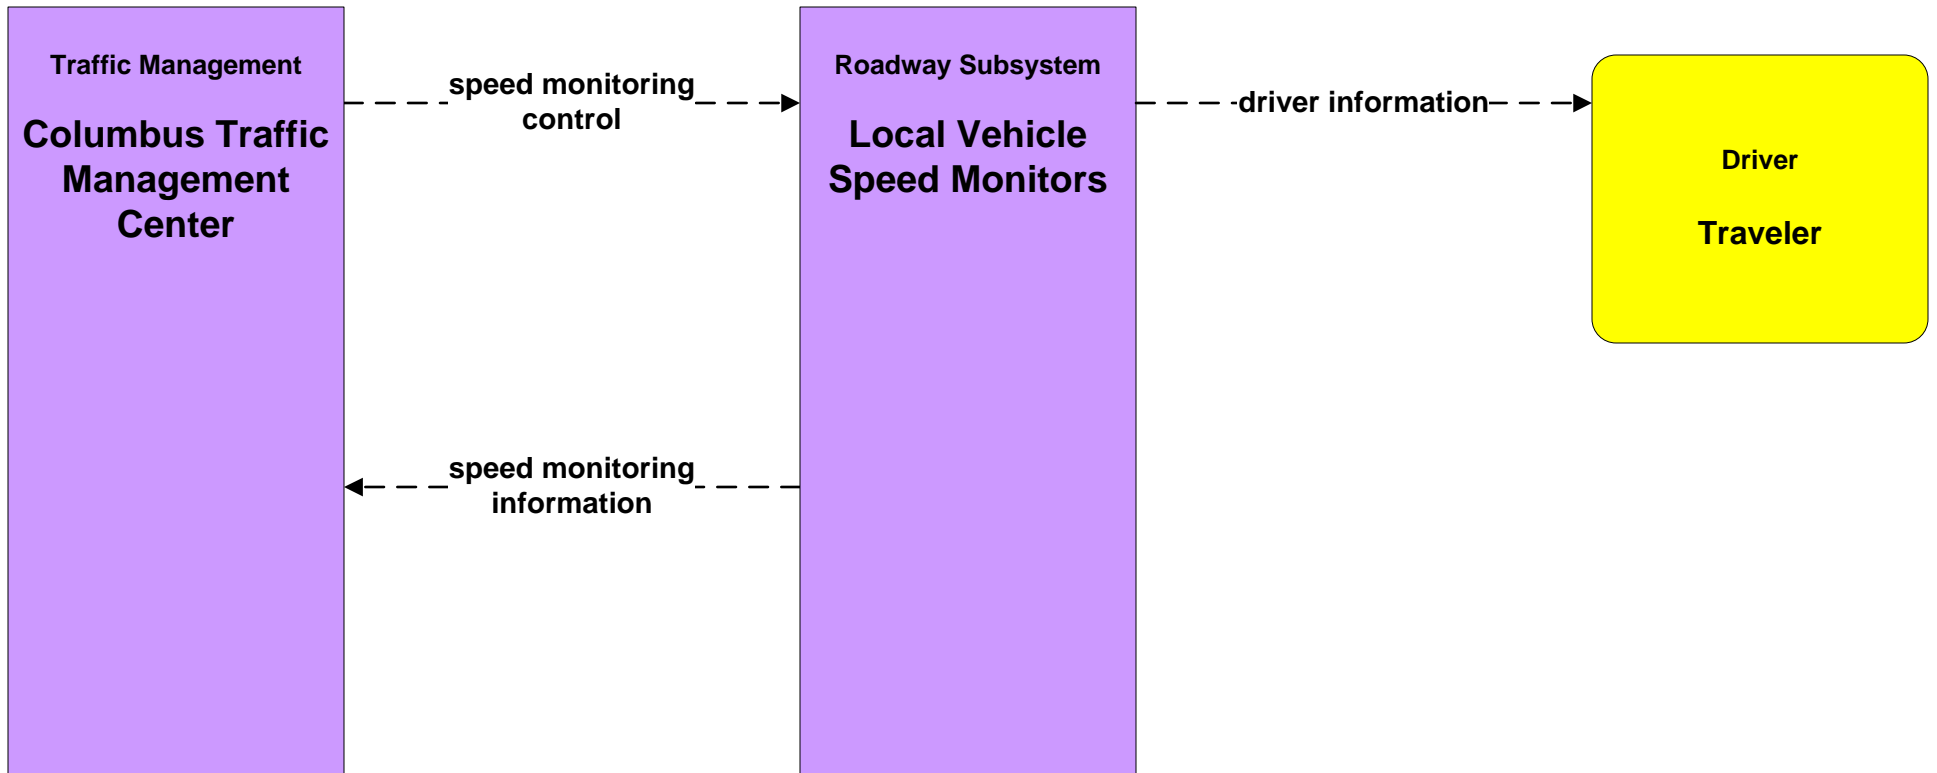 Traffic Management
Columbus Traffic
Management
Center
speed monitoring
control
Roadway Subsystem
Local Vehicle
Speed Monitors
driver information
Driver
Traveler
speed monitoring
information